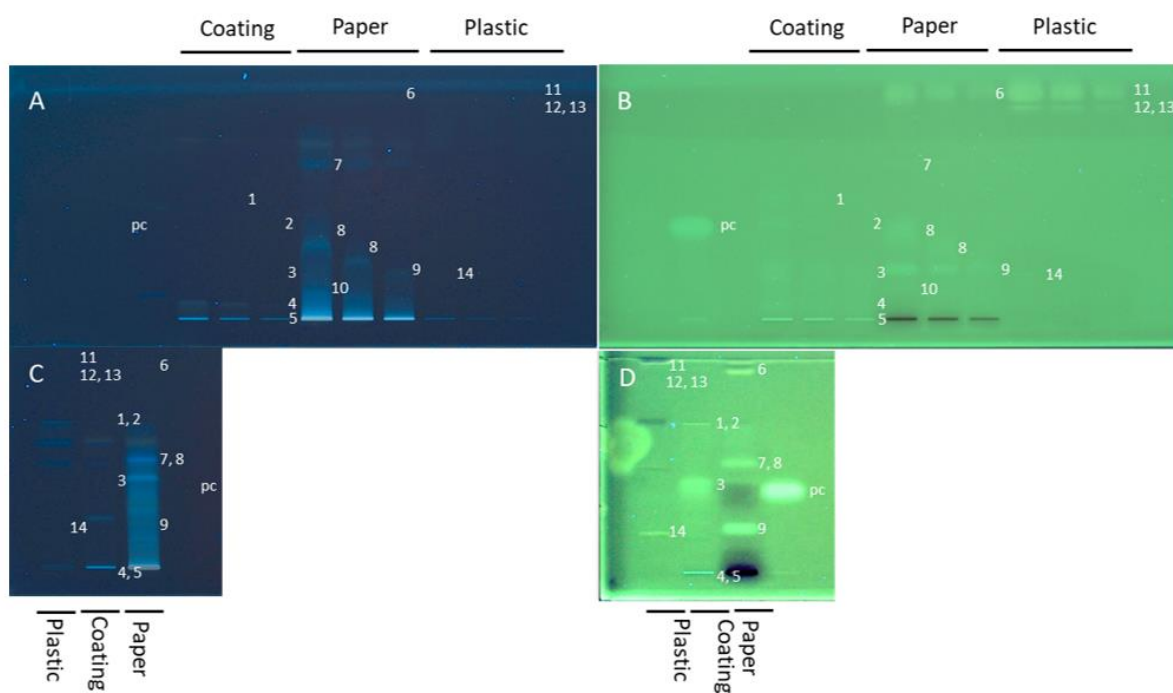 Coating Paper Plastic Coating Paper Plastic
A 6 11
12, 13
7
1
pc 2 8
8
3 9 14
4 10
5
B 6 11
12, 13
7
1
2 pc 8
8
3 9 14
4 10
5
C 11 6
12, 13
1, 2
7, 8
3 pc
14 9
4, 5
D 11 6
12, 13
1, 2
7, 8
3 pc
14 9
4, 5
Plastic
Coating
Paper
Plastic
Coating
Paper